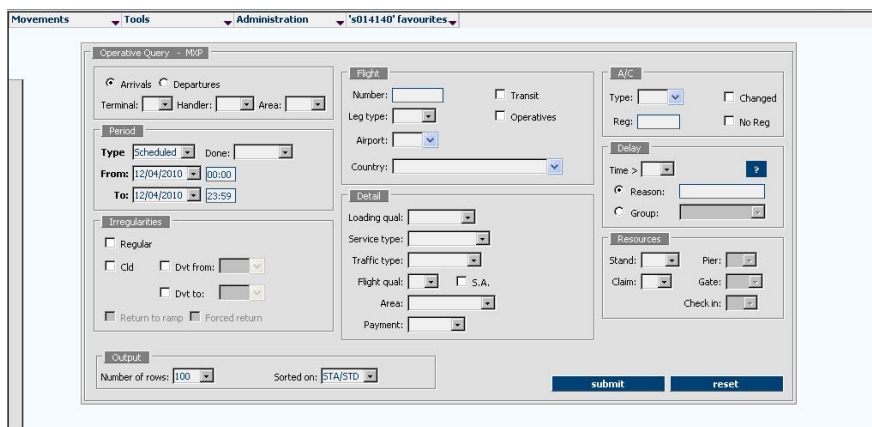 Movements Tools Administration 's014140' favourites
Operative Query - MXP
Arrivals Departures
Terminal: Handler: Area:
Period
Type Scheduled Done:
From: 12/04/2010 00:00
To: 12/04/2010 23:59
Irregularities
Regular
Cld Dvt from:
Dvt to:
Return to ramp Forced return
Flight
Number: Transit
Leg type: Operatives
Airport:
Country:
Detail
Loading qual:
Service type:
Traffic type:
Flight qual: S.A.
Area:
Payment:
A/C
Type: Changed
Reg: No Reg
Delay
Time > ?
Reason:
Group:
Resources
Stand: Pier:
Claim: Gate:
Check in:
Output
Number of rows: 100 Sorted on: STA/STD
submit reset